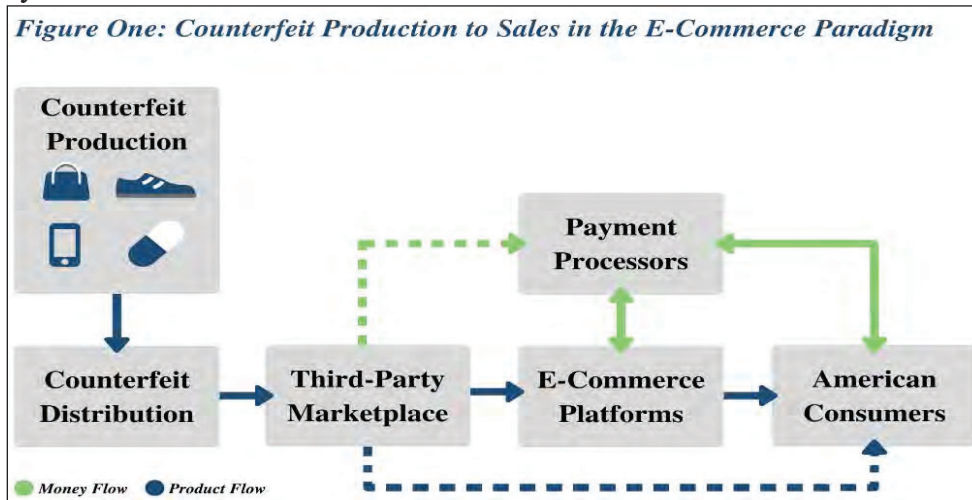 Figure One: Counterfeit Production to Sales in the E-Commerce Paradigm
Counterfeit
Production
Payment
Processors
Counterfeit
Distribution
Third-Party
Marketplace
E-Commerce
Platforms
American
Consumers
Money Flow
Product Flow